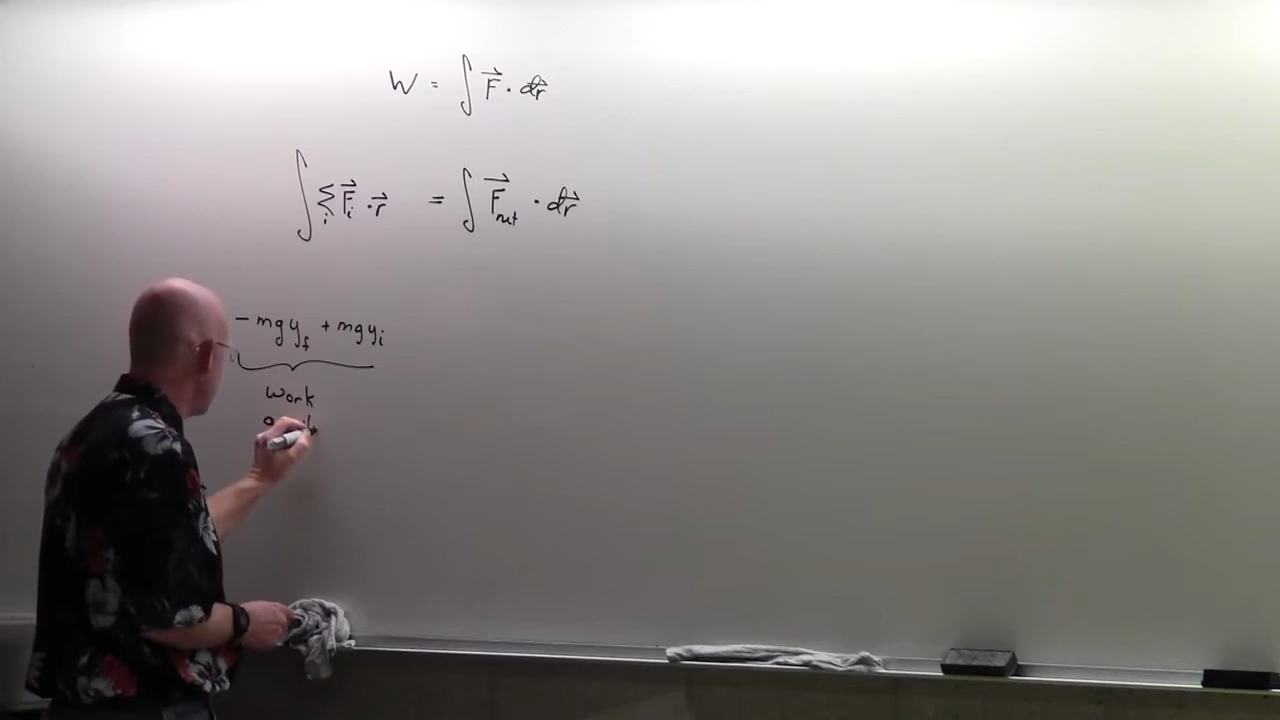 W = ∫ F⃗ · dr⃗
∫ Σᵢ F⃗ᵢ · r⃗ = ∫ F⃗net · dr⃗
- mgy_f + mgy_i
work